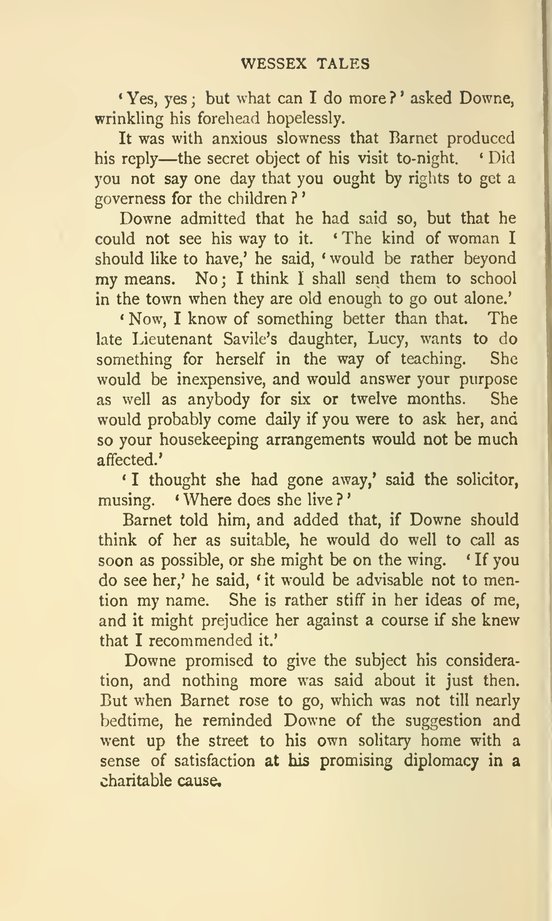 WESSEX TALES
‘Yes, yes; but what can I do more?’ asked Downe,
wrinkling his forehead hopelessly.
It was with anxious slowness that Barnet produced
his reply—the secret object of his visit to-night. ‘Did
you not say one day that you ought by rights to get a
governess for the children?’
Downe admitted that he had said so, but that he
could not see his way to it. ‘The kind of woman I
should like to have,’ he said, ‘would be rather beyond
my means. No; I think I shall send them to school
in the town when they are old enough to go out alone.’
‘Now, I know of something better than that. The
late Lieutenant Savile’s daughter, Lucy, wants to do
something for herself in the way of teaching. She
would be inexpensive, and would answer your purpose
as well as anybody for six or twelve months. She
would probably come daily if you were to ask her, and
so your housekeeping arrangements would not be much
affected.’
‘I thought she had gone away,’ said the solicitor,
musing. ‘Where does she live?’
Barnet told him, and added that, if Downe should
think of her as suitable, he would do well to call as
soon as possible, or she might be on the wing. ‘If you
do see her,’ he said, ‘it would be advisable not to men-
tion my name. She is rather stiff in her ideas of me,
and it might prejudice her against a course if she knew
that I recommended it.’
Downe promised to give the subject his considera-
tion, and nothing more was said about it just then.
But when Barnet rose to go, which was not till nearly
bedtime, he reminded Downe of the suggestion and
went up the street to his own solitary home with a
sense of satisfaction at his promising diplomacy in a
charitable cause.